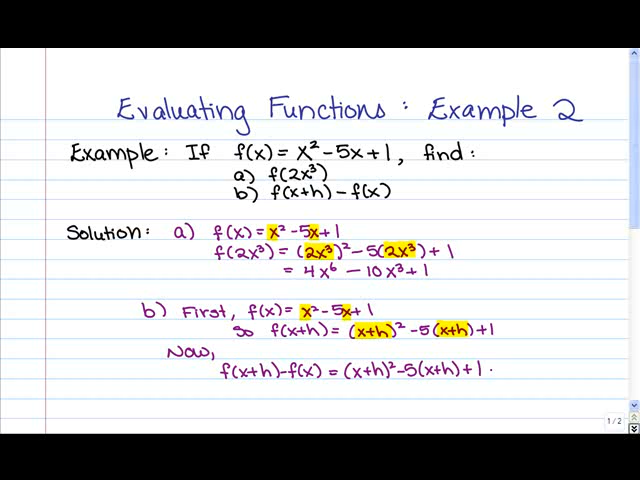 Evaluating Functions : Example 2
Example: If f(x) = x² - 5x + 1, find:
a) f(2x³)
b) f(x+h) - f(x)
Solution: a) f(x) = x² - 5x + 1
f(2x³) = (2x³)² - 5(2x³) + 1
= 4x⁶ - 10x³ + 1
b) First, f(x) = x² - 5x + 1
So f(x+h) = (x+h)² - 5(x+h) + 1
Now,
f(x+h) - f(x) = (x+h)² - 5(x+h) + 1
1 / 2